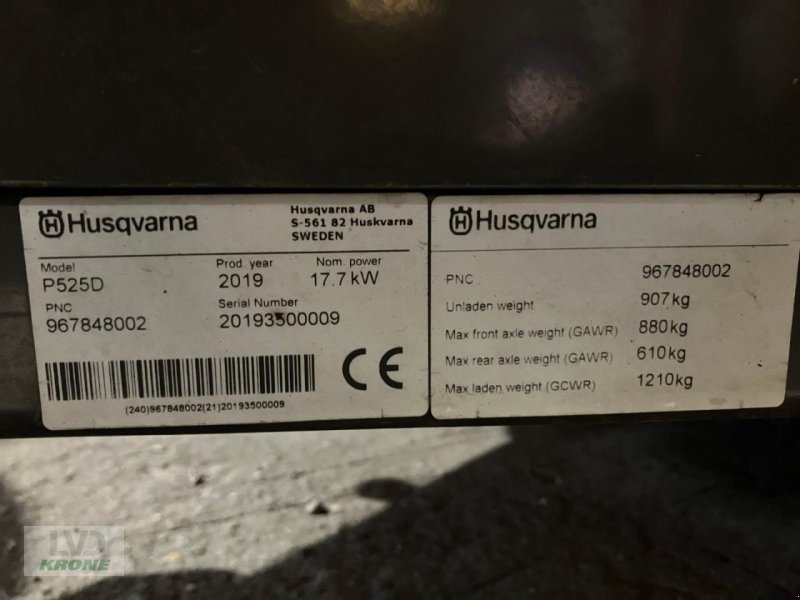 Husqvarna
Husqvarna AB
S-561 82 Huskvarna
SWEDEN
Model Prod. year Nom. power
P525D 2019 17.7 kW
PNC Serial Number
967848002 20193500009
(240)967848002(21)20193500009
CE
Husqvarna
PNC 967848002
Unladen weight 907kg
Max front axle weight (GAWR) 880kg
Max rear axle weight (GAWR) 610kg
Max laden weight (GCWR) 1210kg
LVD
KRONE